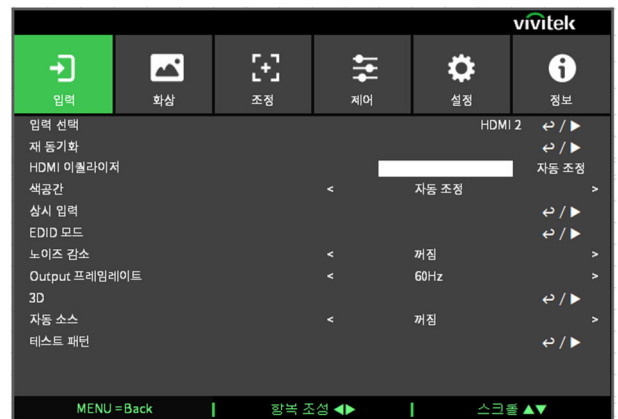 vivitek
입력 화상 조정 제어 설정 정보
입력 선택 HDMI 2 ↩ / ▶
재 동기화 ↩ / ▶
HDMI 이퀄라이저 자동 조정
색공간 < 자동 조정 >
상시 입력 ↩ / ▶
EDID 모드 ↩ / ▶
노이즈 감소 < 꺼짐 >
Output 프레임레이트 < 60Hz >
3D ↩ / ▶
자동 소스 < 꺼짐 >
테스트 패턴 ↩ / ▶
MENU =Back | 항복 조성 ◀▶ | 스크롤 ▲▼